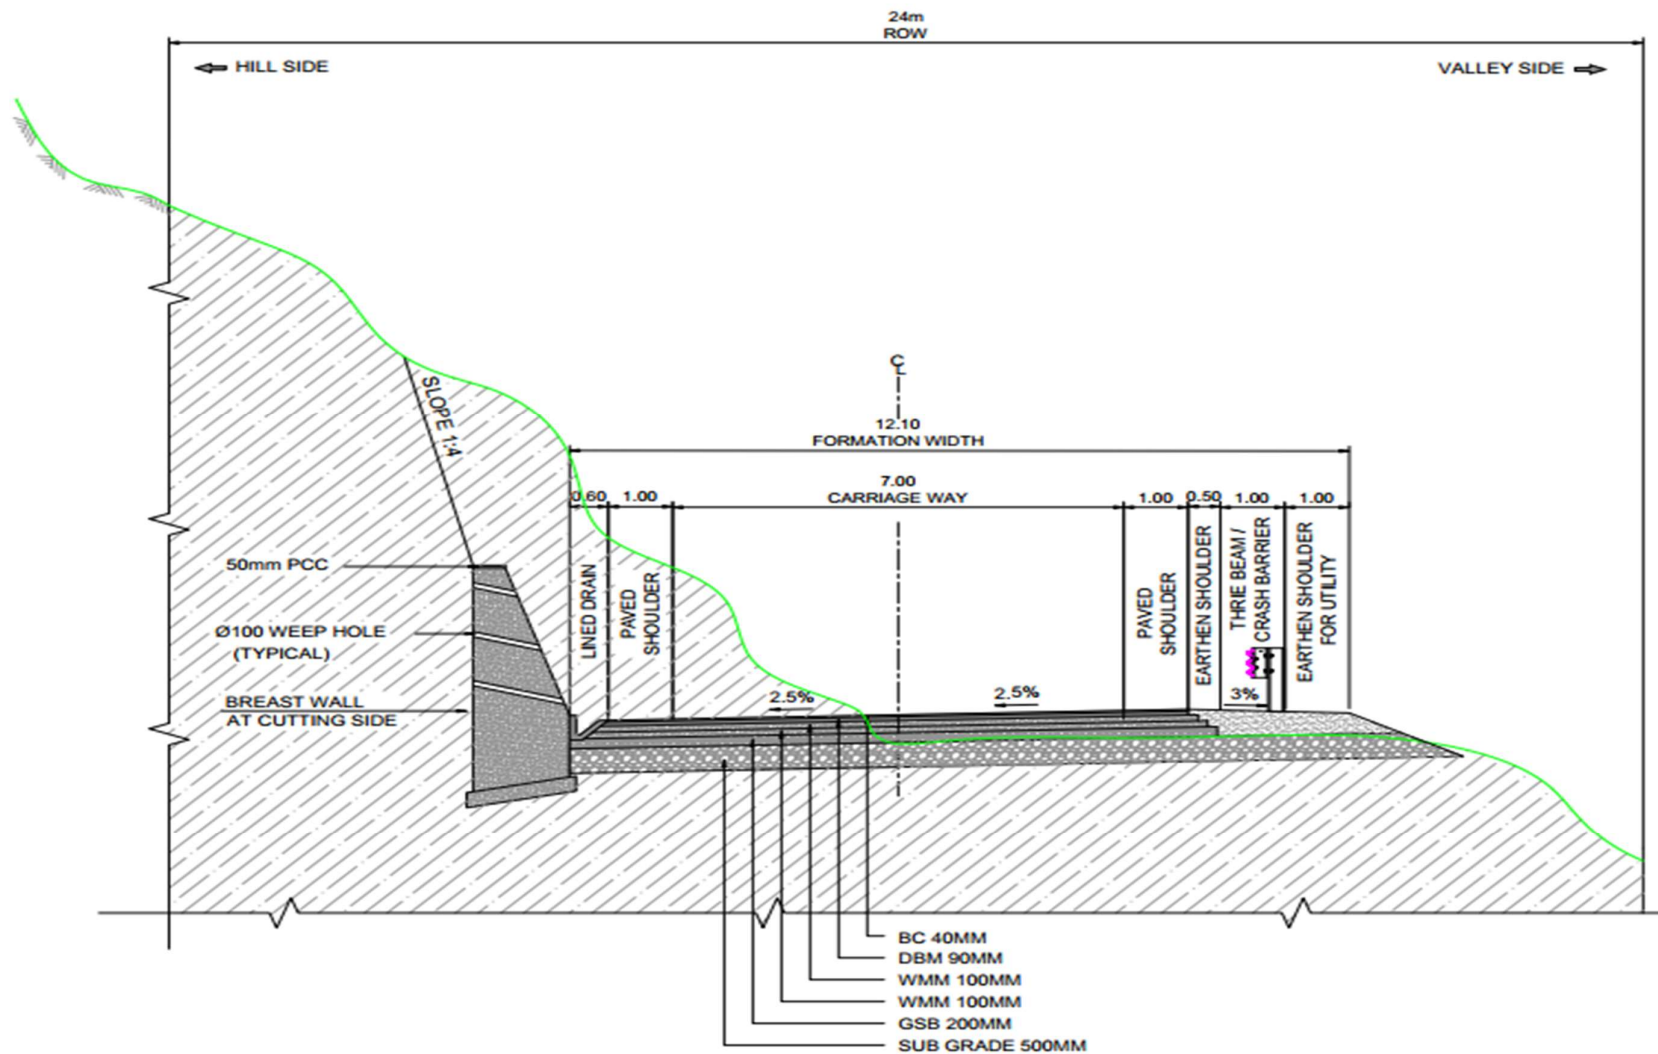 24m
ROW
HILL SIDE
VALLEY SIDE
SLOPE 1:4
℄
12.10
FORMATION WIDTH
7.00
CARRIAGE WAY
0.60
1.00
1.00
0.50
1.00
1.00
LINED DRAIN
PAVED
SHOULDER
PAVED
SHOULDER
EARTHEN SHOULDER
THRIE BEAM /
CRASH BARRIER
EARTHEN SHOULDER
FOR UTILITY
50mm PCC
Ø100 WEEP HOLE
(TYPICAL)
BREAST WALL
AT CUTTING SIDE
2.5%
2.5%
3%
BC 40MM
DBM 90MM
WMM 100MM
WMM 100MM
GSB 200MM
SUB GRADE 500MM